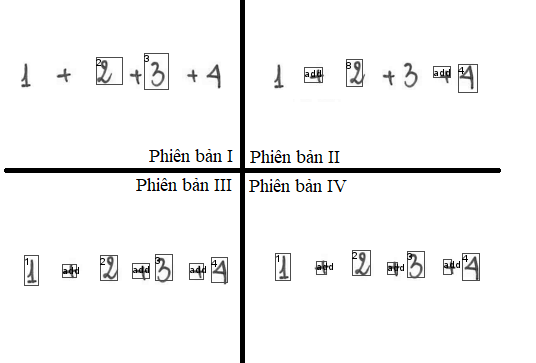 2 3
1 + 2 + 3 + 4
Phiên bản I
add 3 add 4
1 + 2 + 3 + 4
Phiên bản II
Phiên bản III
1 add 2 add 3 add 4
1 + 2 + 3 + 4
Phiên bản IV
1 add 2 add 3 add 4
1 + 2 + 3 + 4